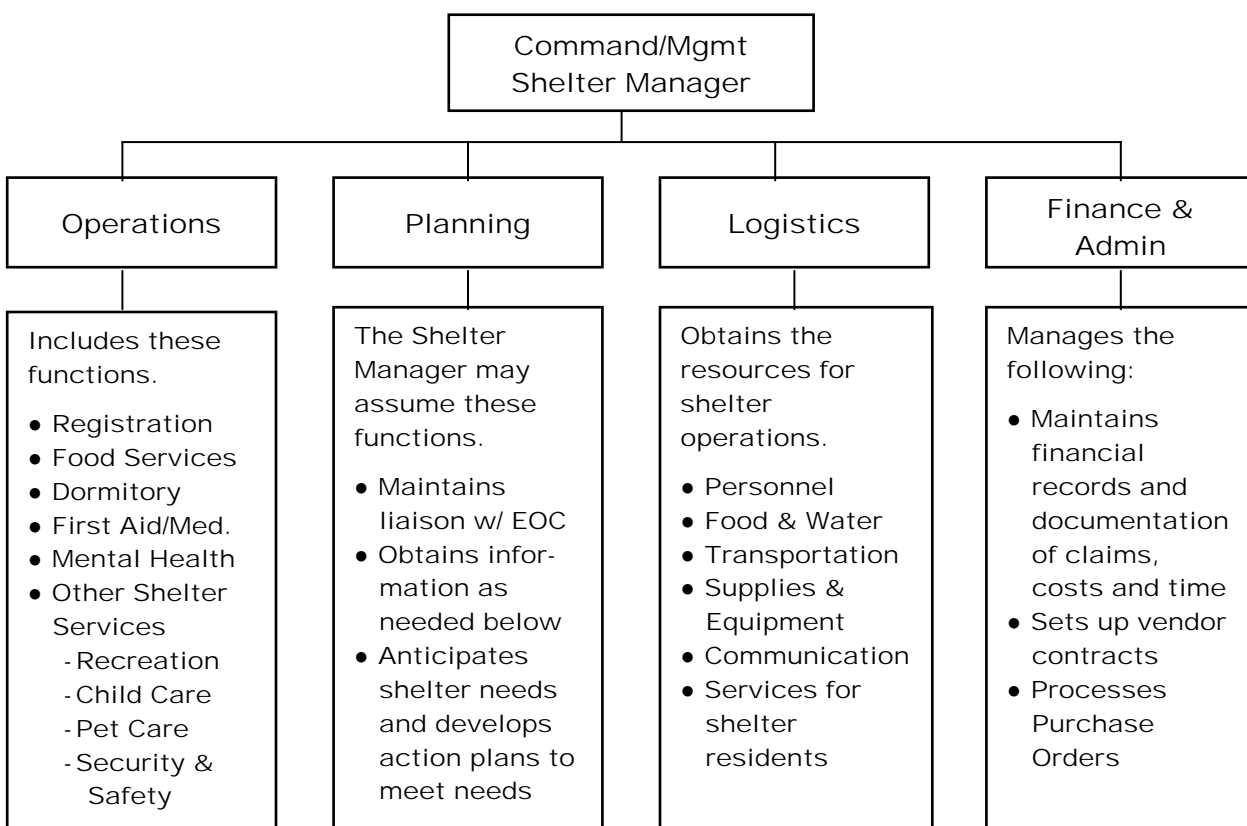 Command/Mgmt
Shelter Manager
Operations
Planning
Logistics
Finance &
Admin
Includes these
functions.
● Registration
● Food Services
● Dormitory
● First Aid/Med.
● Mental Health
● Other Shelter
Services
- Recreation
- Child Care
- Pet Care
- Security &
Safety
The Shelter
Manager may
assume these
functions.
● Maintains
liaison w/ EOC
● Obtains infor-
mation as
needed below
● Anticipates
shelter needs
and develops
action plans to
meet needs
Obtains the
resources for
shelter
operations.
● Personnel
● Food & Water
● Transportation
● Supplies &
Equipment
● Communication
● Services for
shelter
residents
Manages the
following:
● Maintains
financial
records and
documentation
of claims,
costs and time
● Sets up vendor
contracts
● Processes
Purchase
Orders